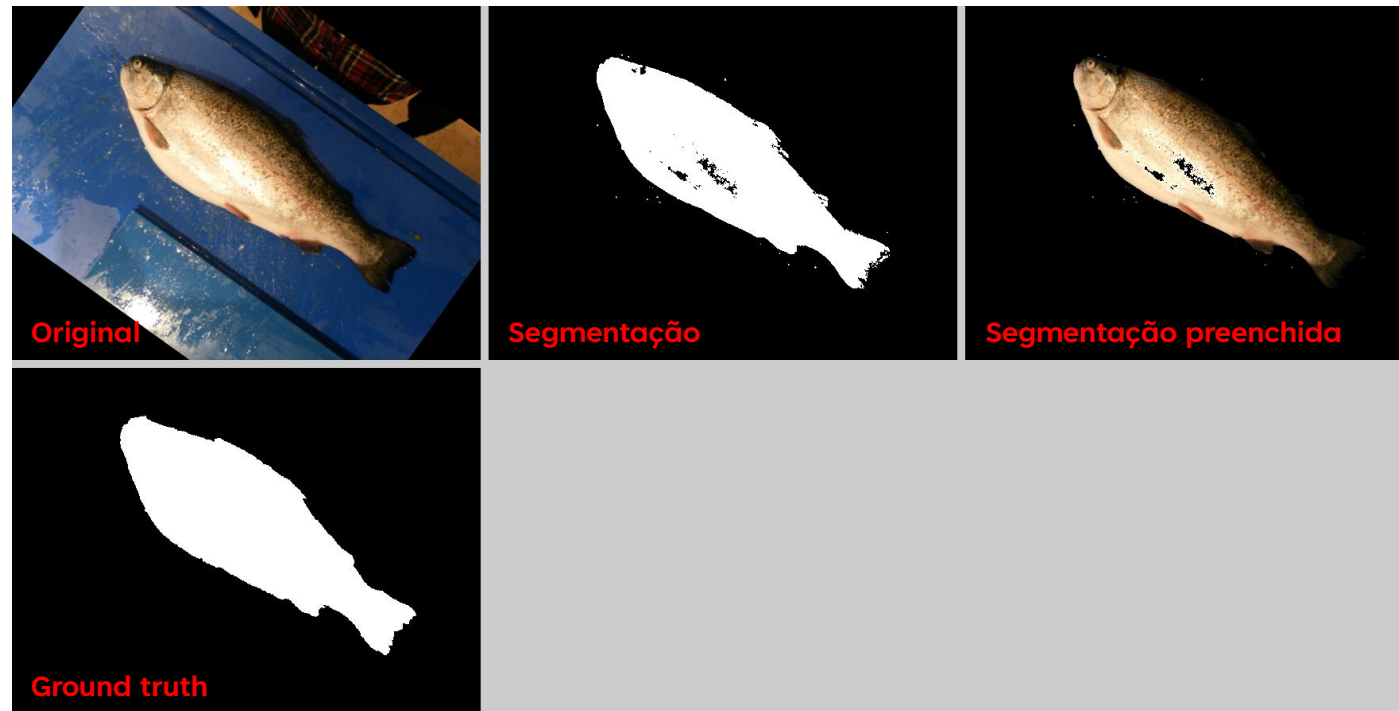 Original
Segmentação
Segmentação preenchida
Ground truth